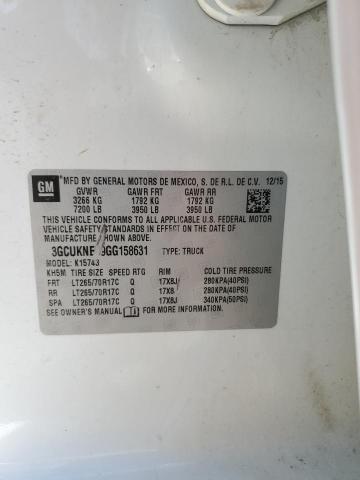 GM
MFD BY GENERAL MOTORS DE MEXICO, S. DE R.L. DE C.V. 12/15
GVWR GAWR FRT GAWR RR
3266 KG 1792 KG 1792 KG
7200 LB 3950 LB 3950 LB
THIS VEHICLE CONFORMS TO ALL APPLICABLE U.S. FEDERAL MOTOR
VEHICLE SAFETY STANDARDS IN EFFECT ON THE DATE OF
MANUFACTURE SHOWN ABOVE.
3GCUKNE 9GG158631 TYPE: TRUCK
MODEL: K15743
KH5M TIRE SIZE SPEED RTG RIM COLD TIRE PRESSURE
FRT LT265/70R17C Q 17X8J 280KPA(40PSI)
RR LT265/70R17C Q 17X8 280KPA(40PSI)
SPA LT265/70R17C Q 17X8J 340KPA(50PSI)
SEE OWNER'S MANUAL FOR MORE INFORMATION.